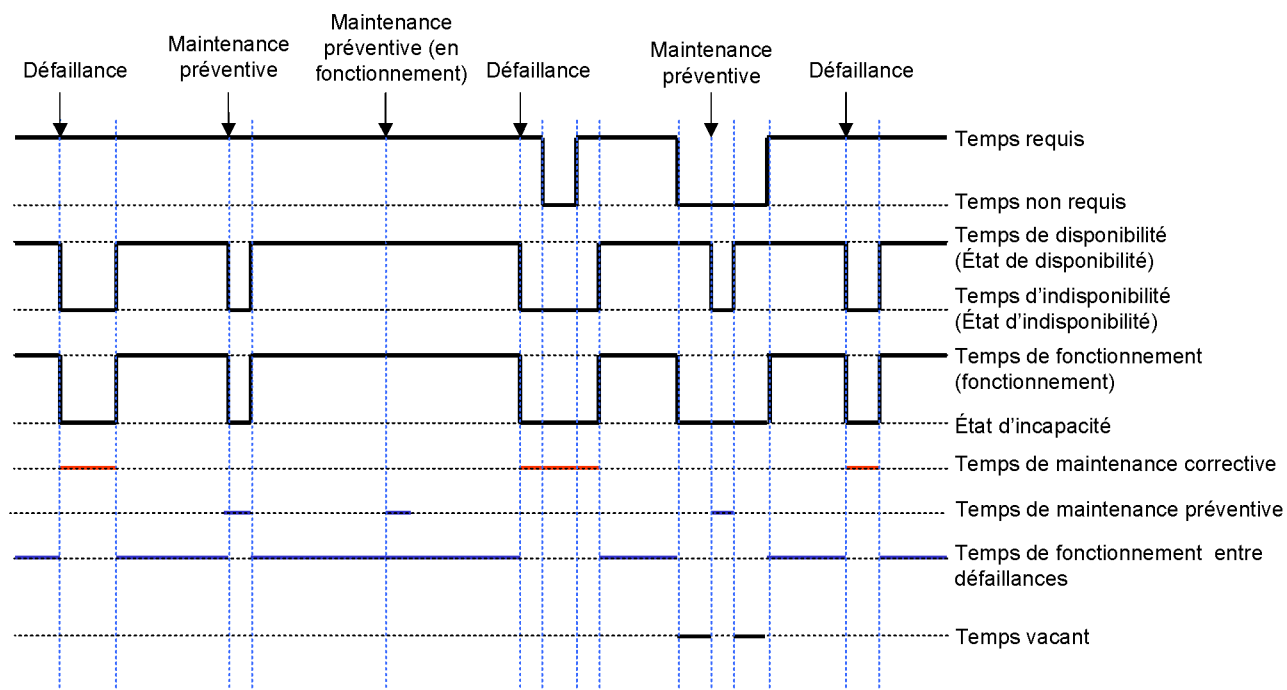 Maintenance
préventive (en
fonctionnement)
Maintenance
préventive
Maintenance
préventive
Défaillance
Défaillance
Défaillance
Temps requis
Temps non requis
Temps de disponibilité
(État de disponibilité)
Temps d’indisponibilité
(État d’indisponibilité)
Temps de fonctionnement
(fonctionnement)
État d’incapacité
Temps de maintenance corrective
Temps de maintenance préventive
Temps de fonctionnement entre
défaillances
Temps vacant